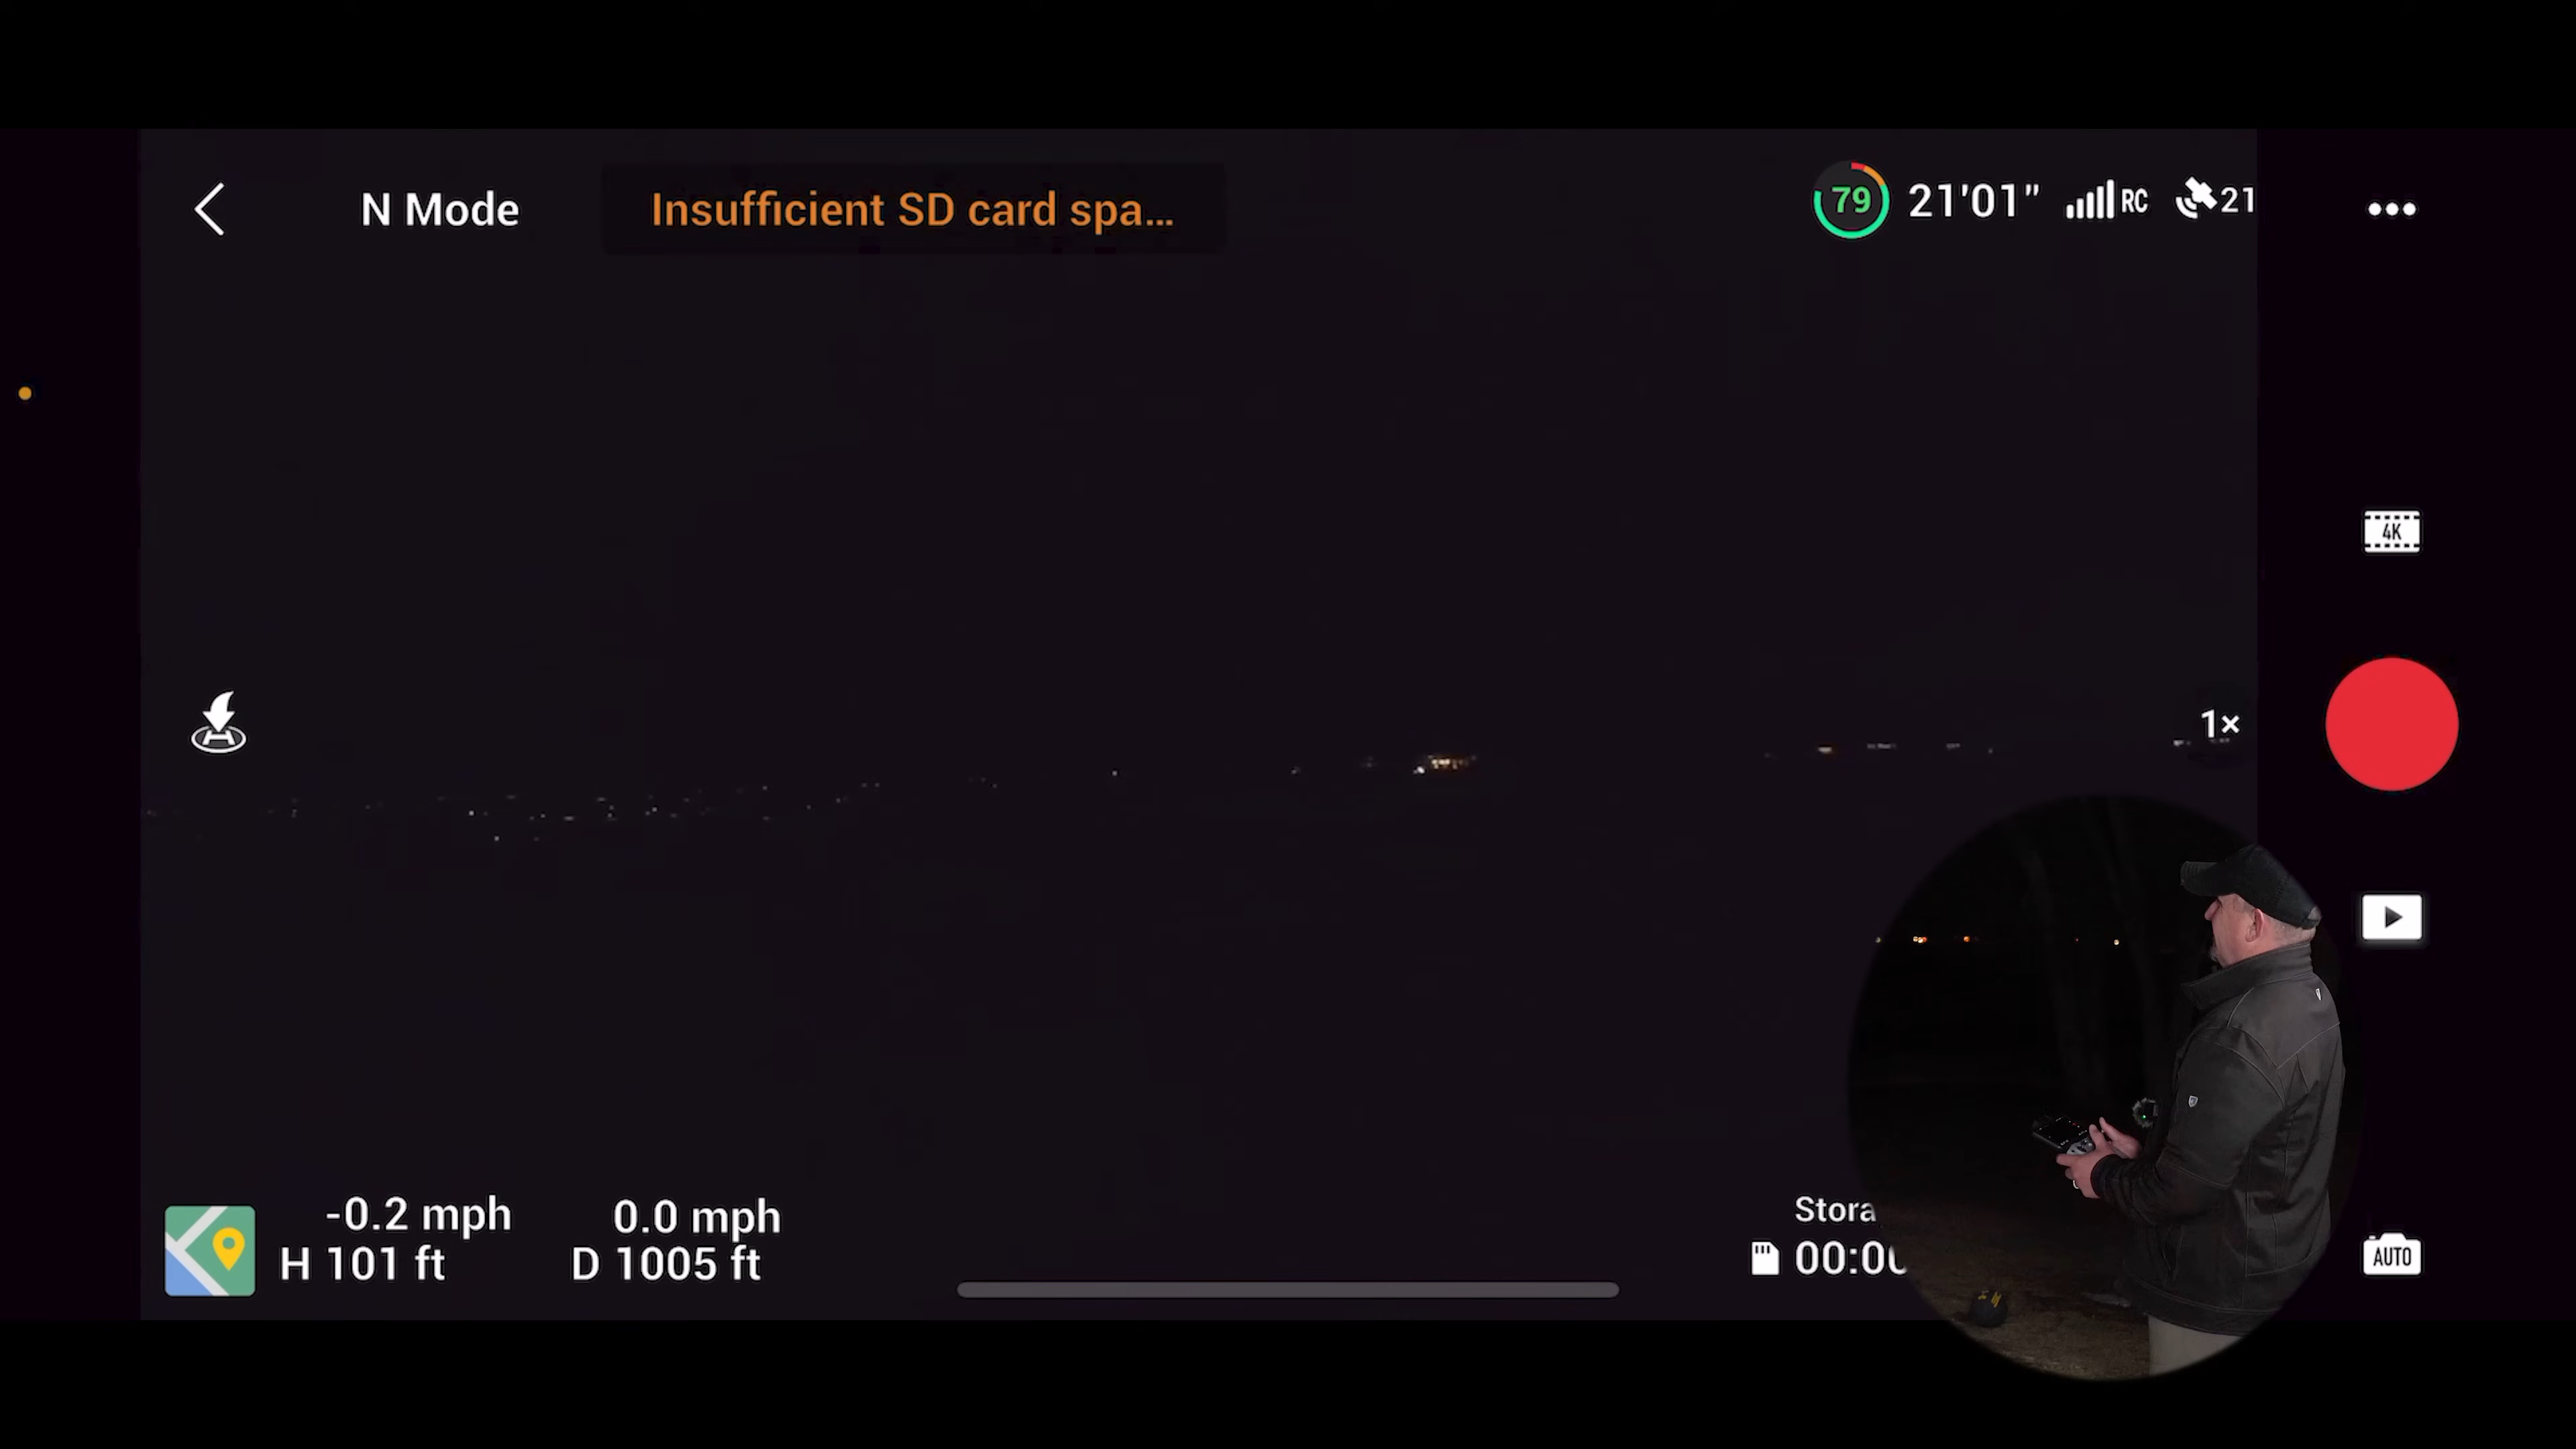 N Mode
Insufficient SD card spa...
79
21'01"
RC
21
4K
1×
-0.2 mph
0.0 mph
H 101 ft
D 1005 ft
Stora
00:00
AUTO